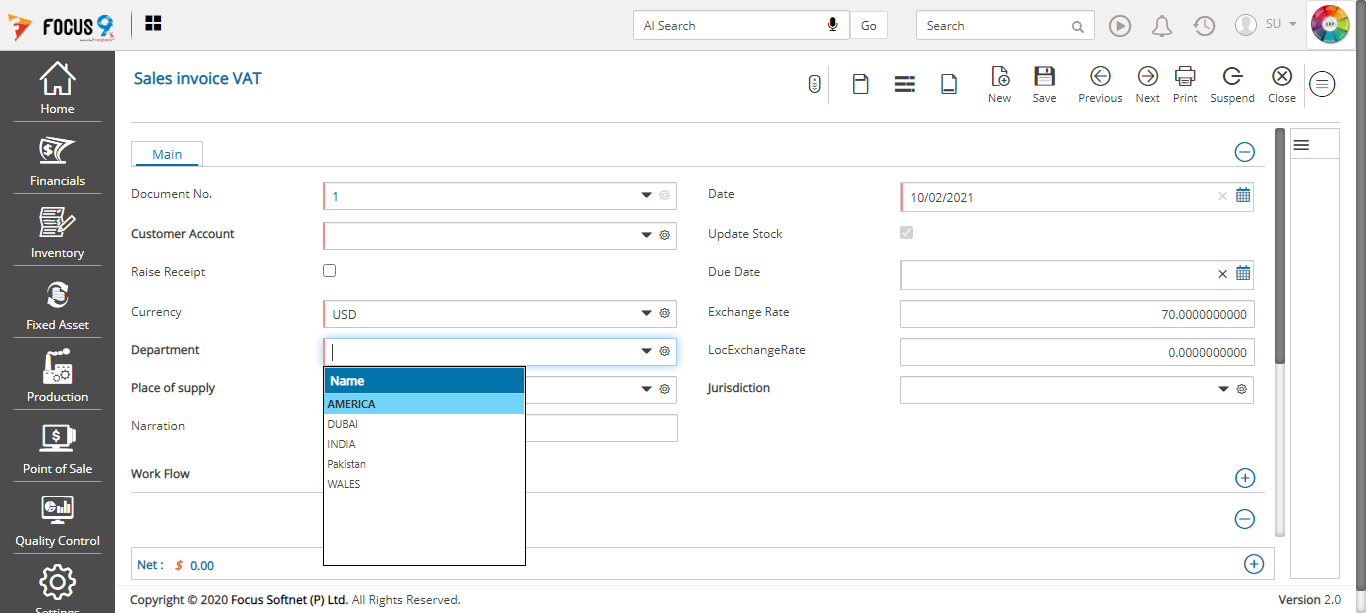 FOCUS 9
AI Search
Go
Search
SU
Home
Financials
Inventory
Fixed Asset
Production
Point of Sale
Quality Control
Settings
Sales invoice VAT
New
Save
Previous
Next
Print
Suspend
Close
Main
Document No.
1
Date
10/02/2021
Customer Account
Update Stock
Raise Receipt
Due Date
Currency
USD
Exchange Rate
70.0000000000
Department
LocExchangeRate
0.0000000000
Name
AMERICA
DUBAI
INDIA
Pakistan
WALES
Place of supply
Jurisdiction
Narration
Work Flow
Net : $ 0.00
Copyright © 2020 Focus Softnet (P) Ltd. All Rights Reserved.
Version 2.0